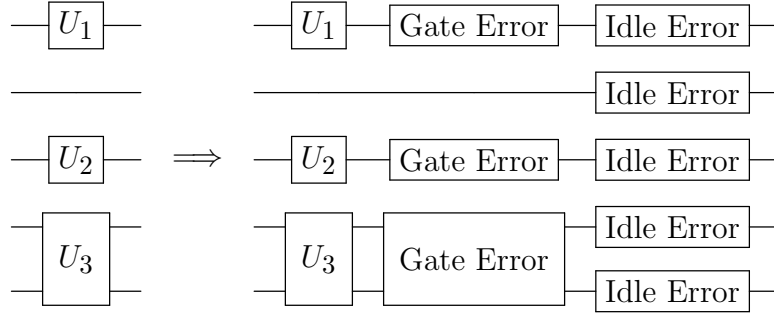 U₁ U₁ Gate Error Idle Error
Idle Error
U₂ ⟹ U₂ Gate Error Idle Error
Idle Error
U₃ U₃ Gate Error
Idle Error